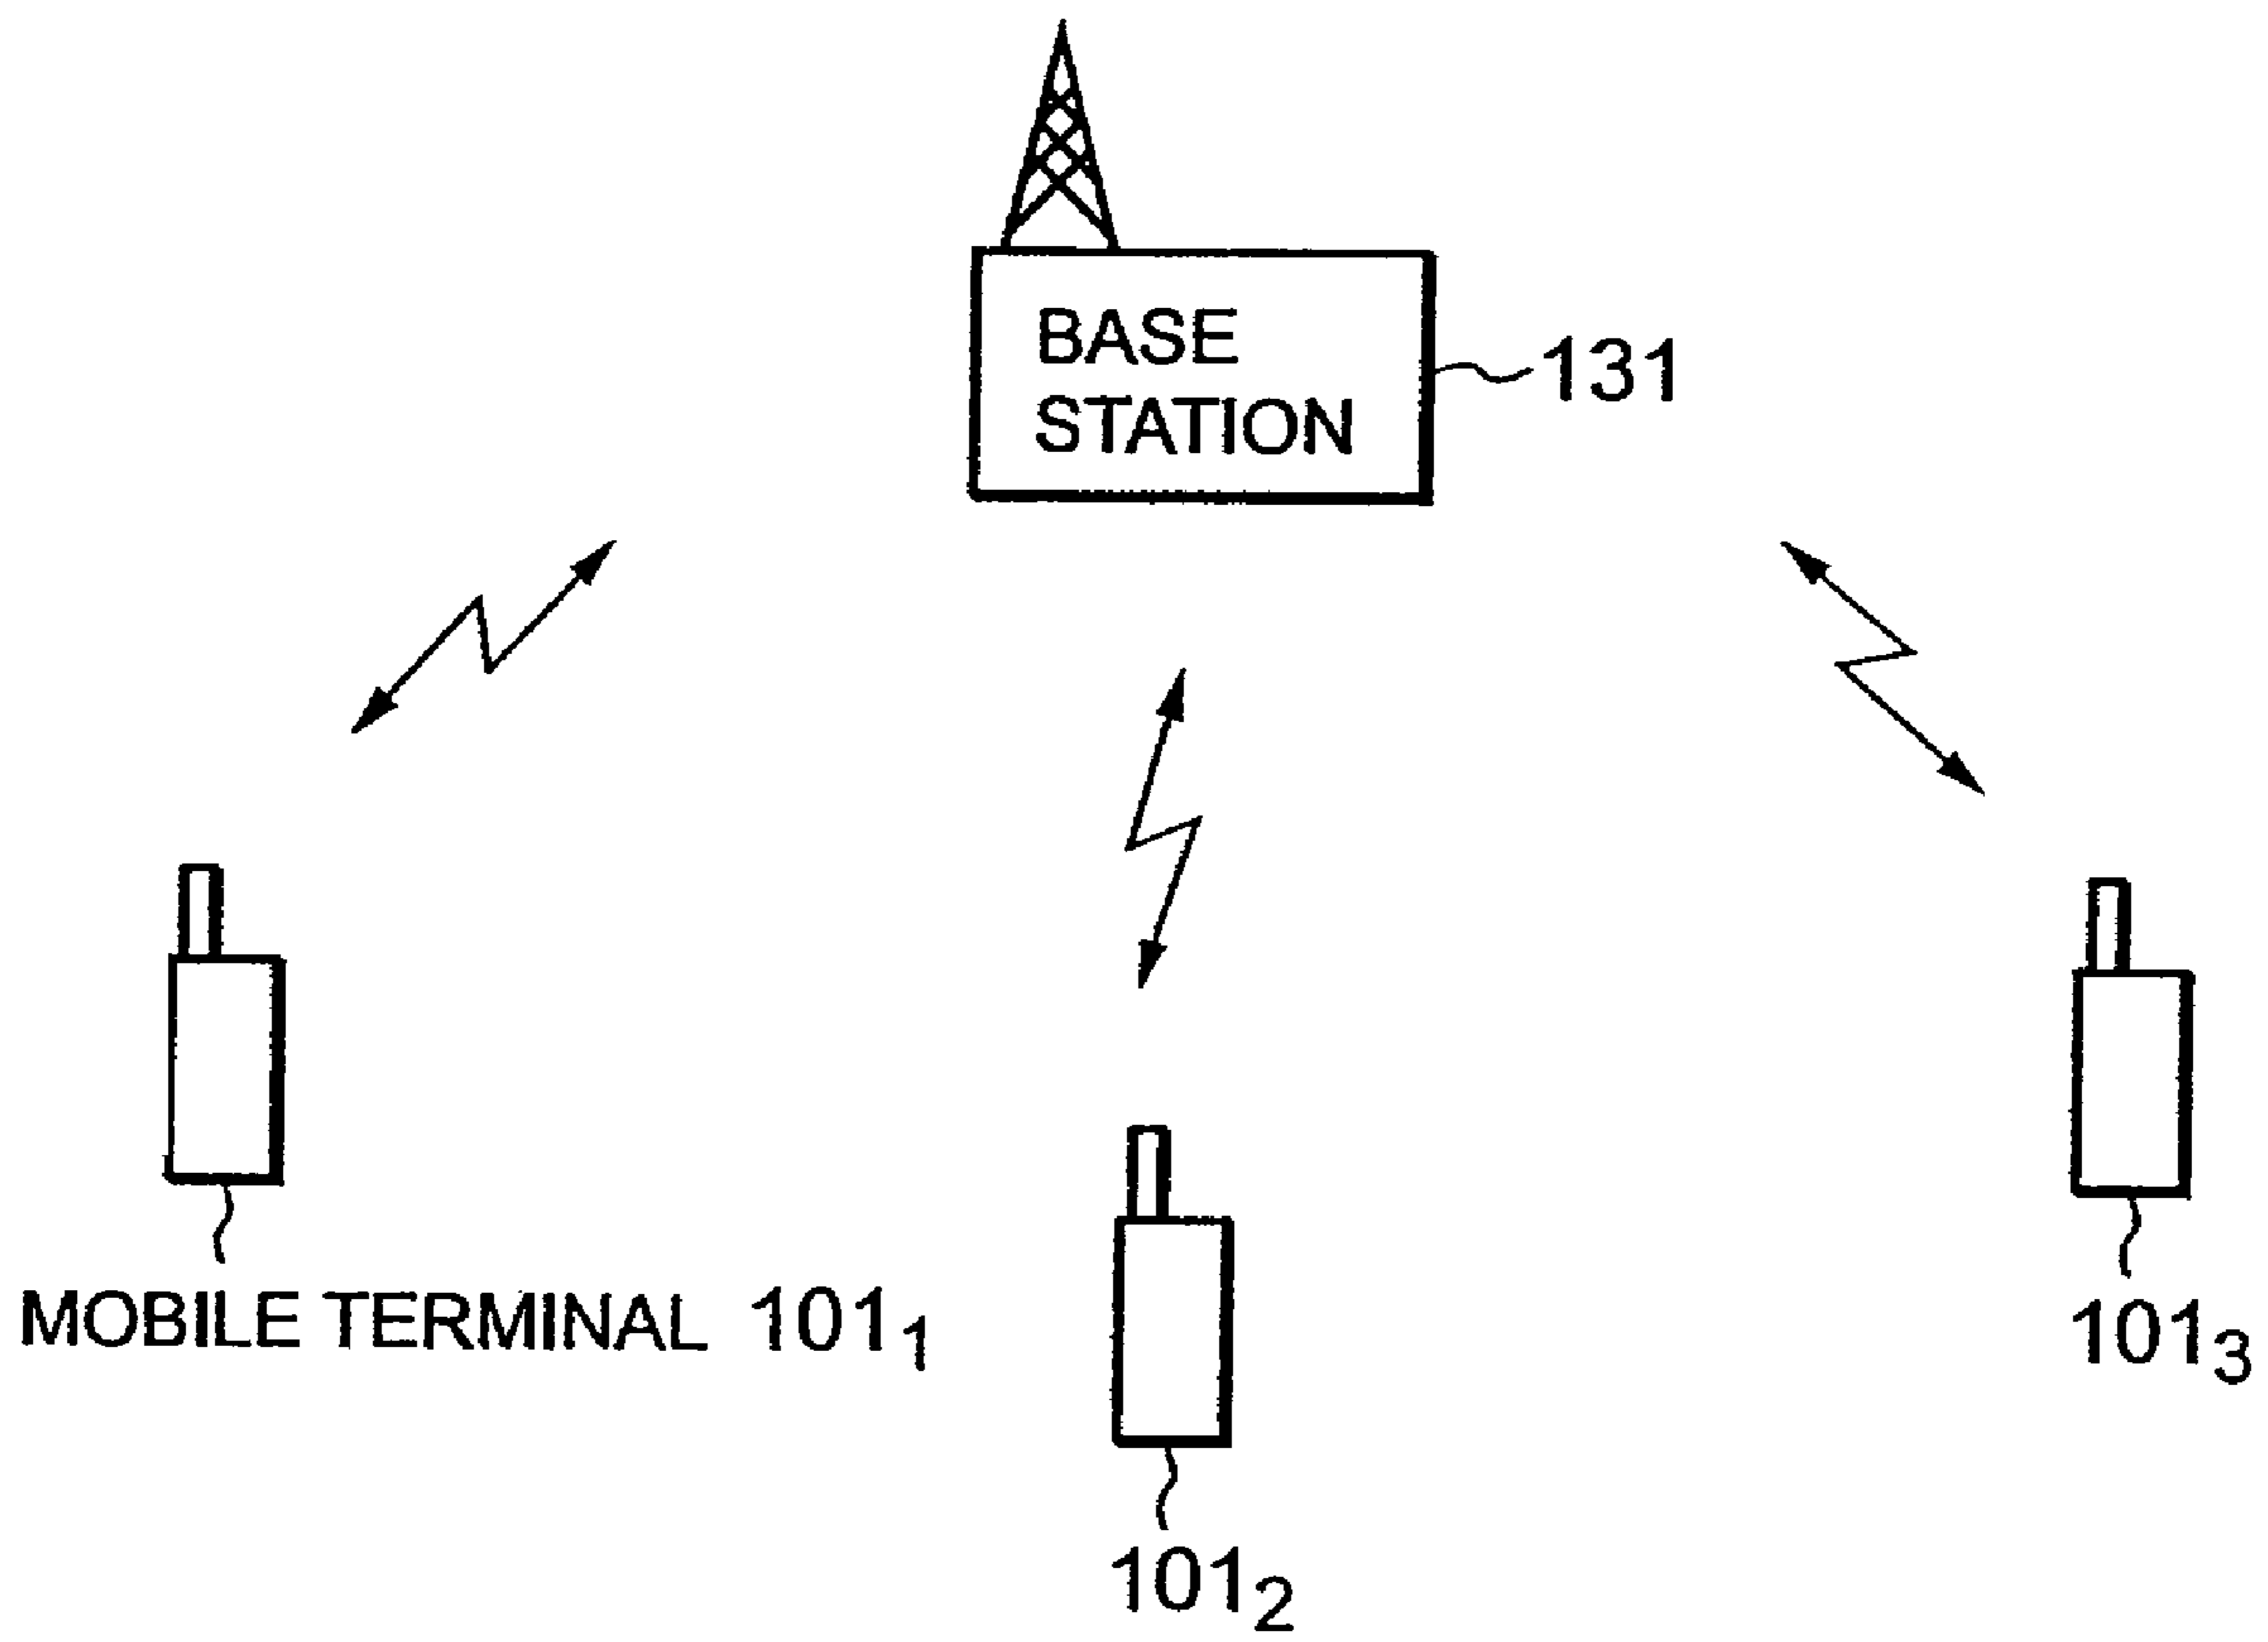 BASE
STATION
131
MOBILE TERMINAL 101₁
101₂
101₃